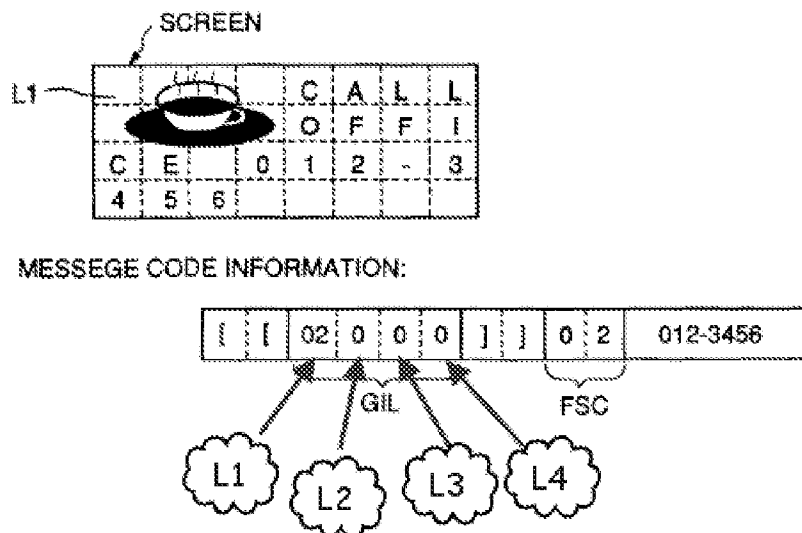 SCREEN
L1
C A L L
O F F I
C E 0 1 2 - 3
4 5 6
MESSEGE CODE INFORMATION:
[ [ 02 0 0 0 ] ] 0 2 012-3456
GIL FSC
L1 L2 L3 L4